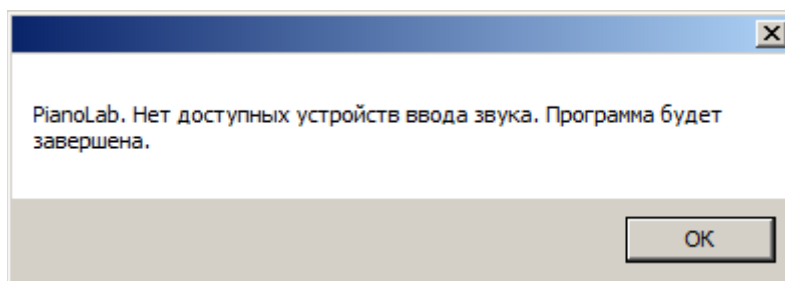 PianoLab. Нет доступных устройств ввода звука. Программа будет
завершена.
OK